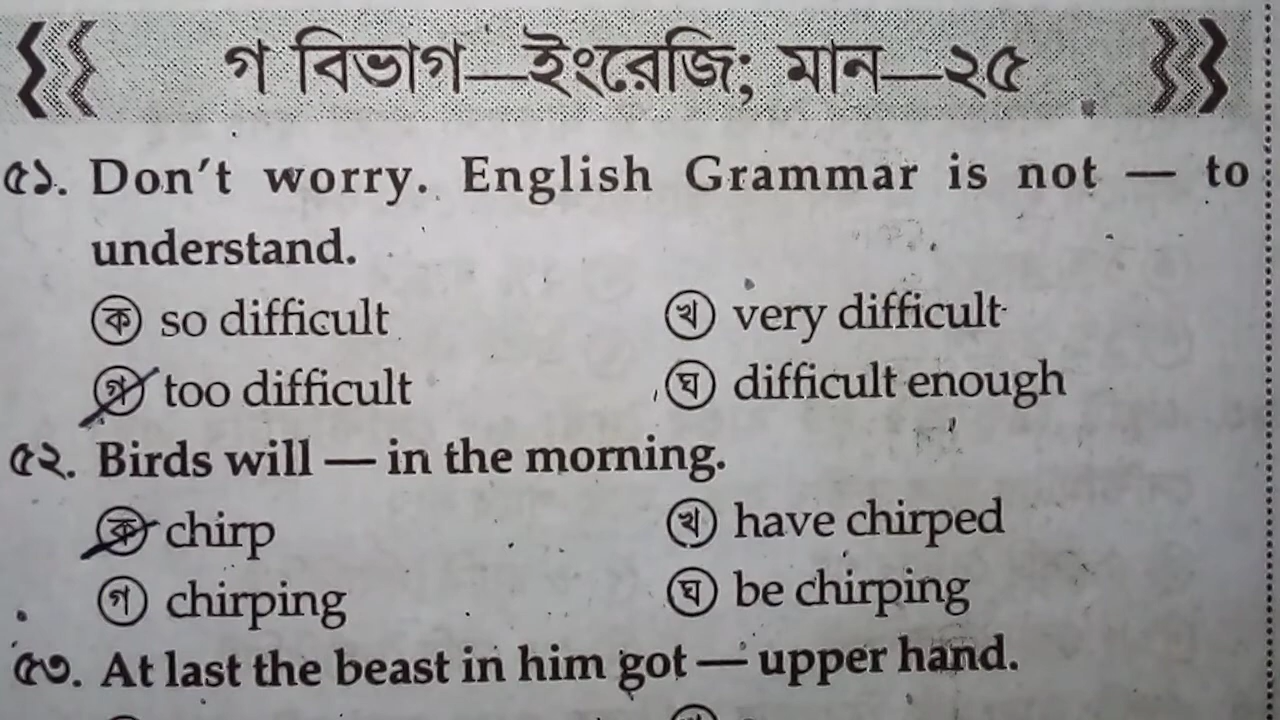 গ বিভাগ—ইংরেজি; মান—২৫
৫১. Don't worry. English Grammar is not — to
understand.
ক so difficult খ very difficult
গ too difficult ঘ difficult enough
৫২. Birds will — in the morning.
ক chirp খ have chirped
গ chirping ঘ be chirping
৫৩. At last the beast in him got — upper hand.